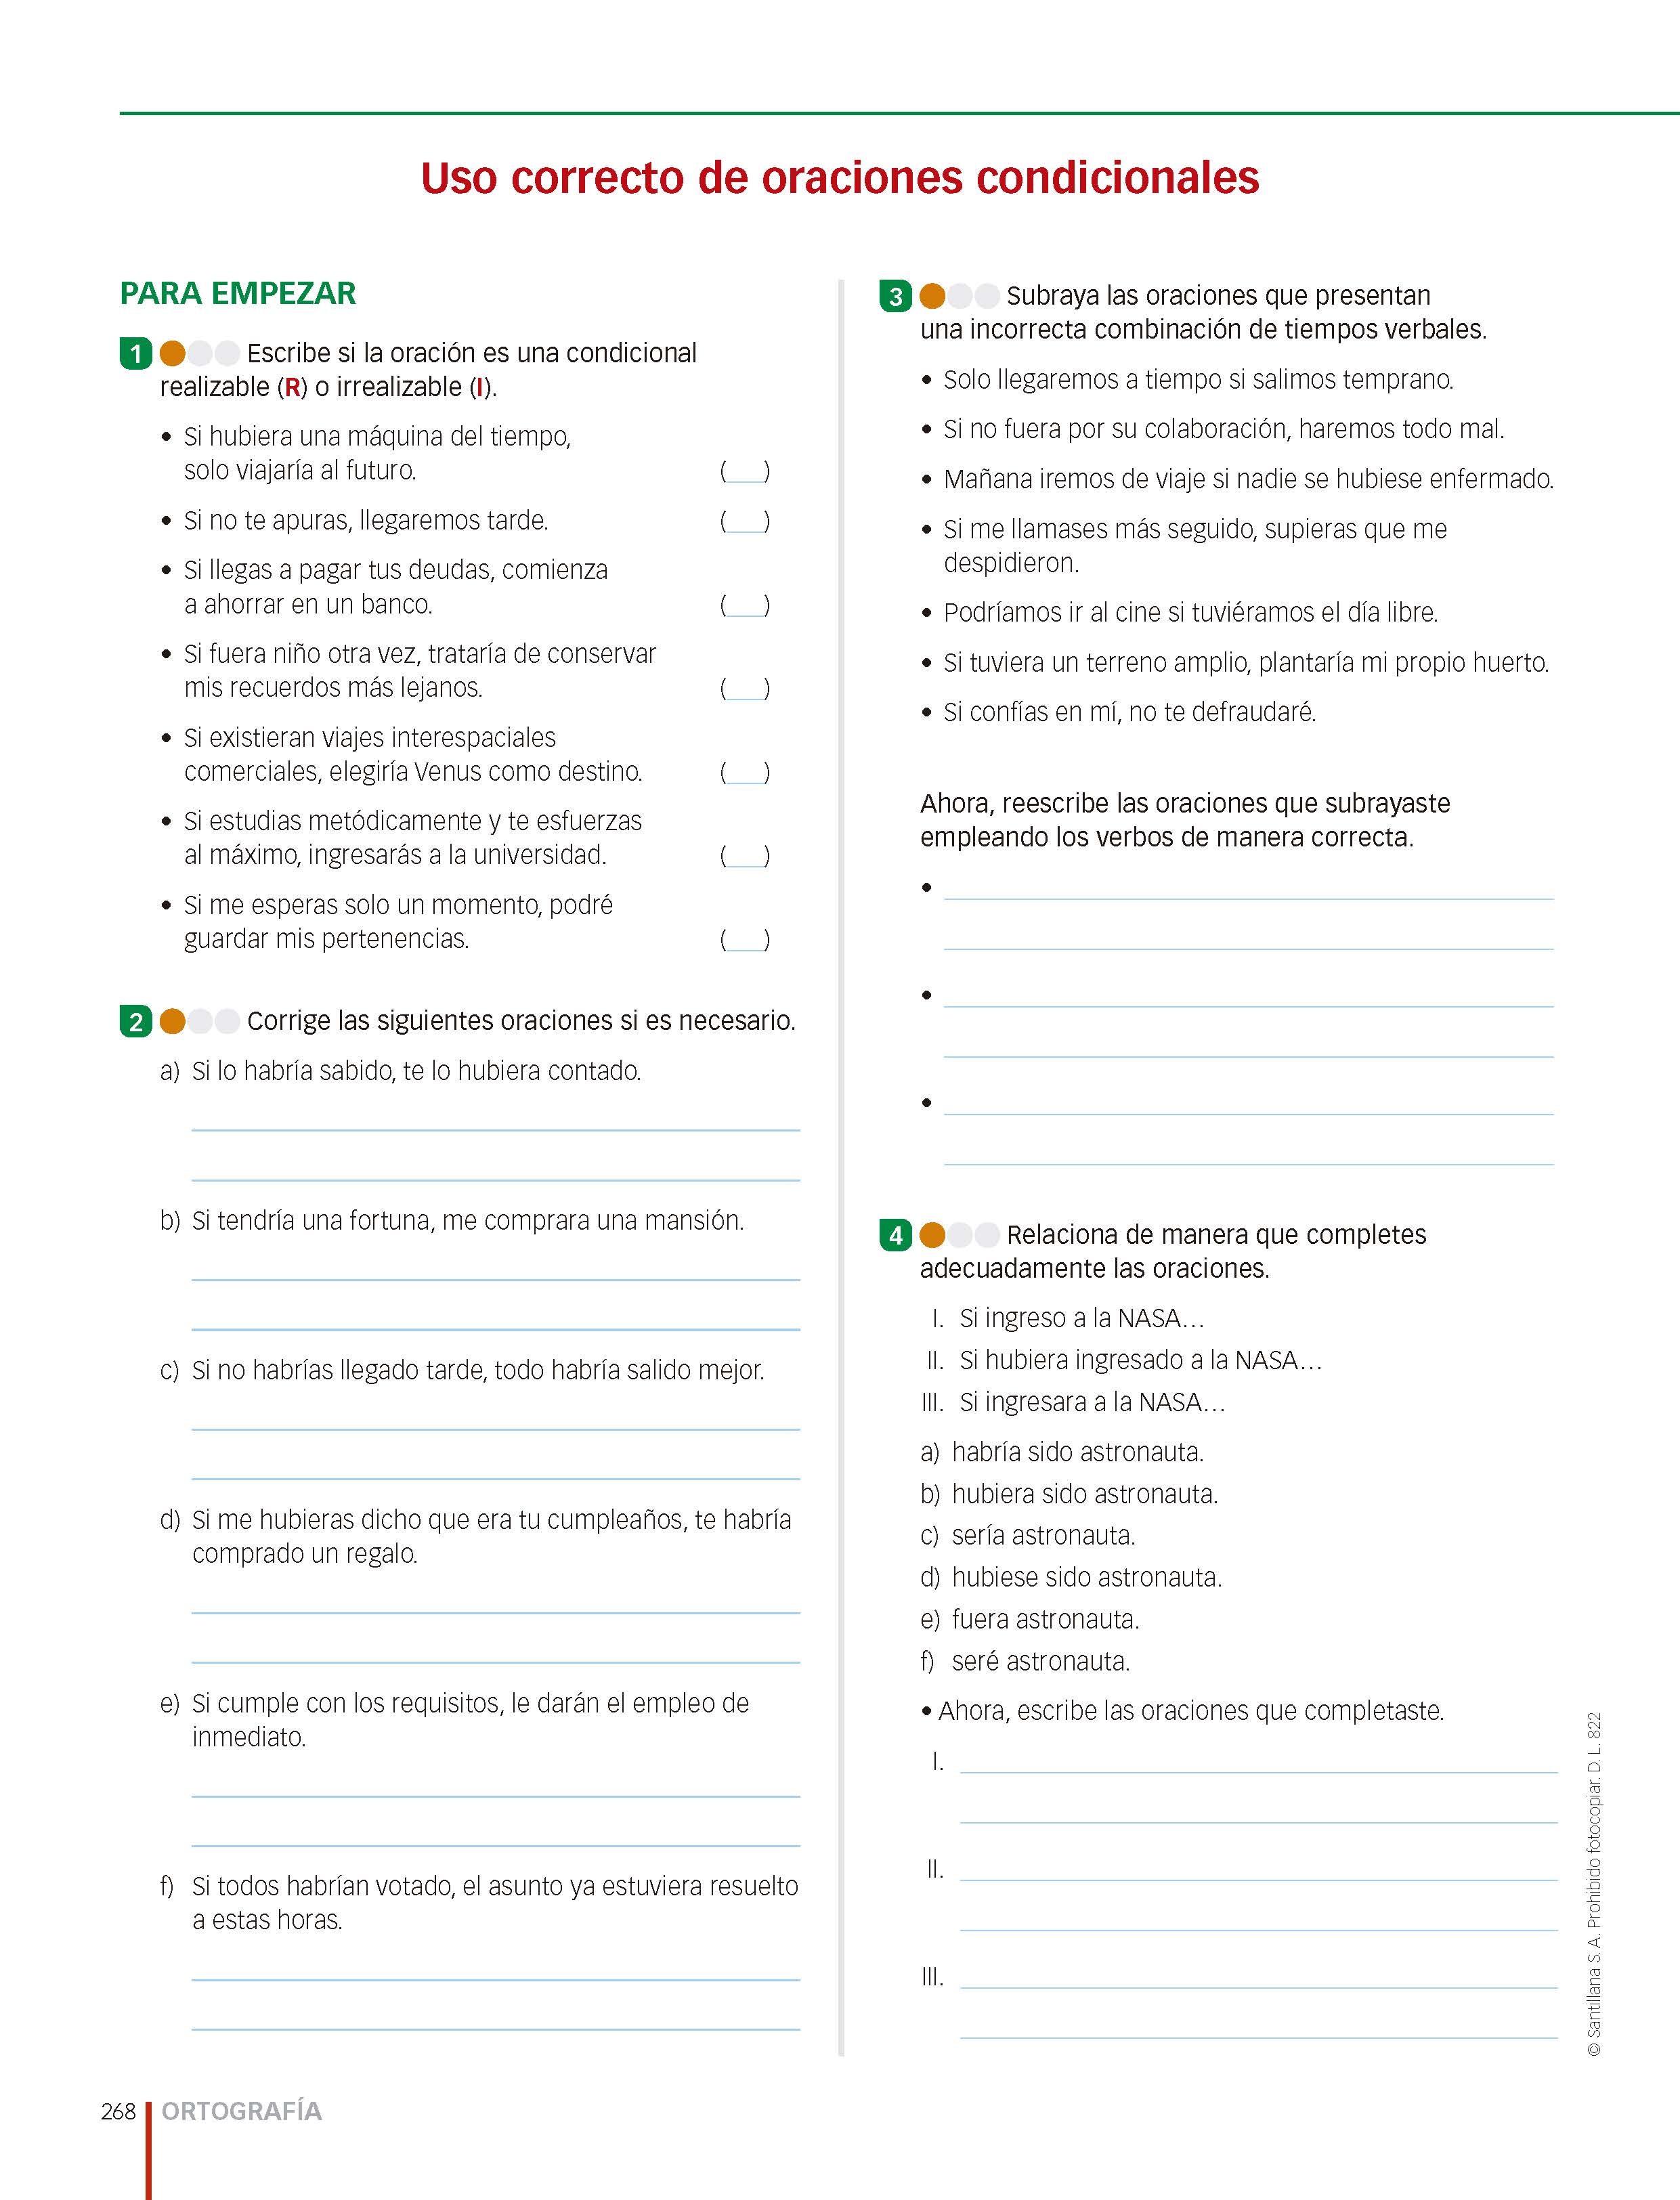 Uso correcto de oraciones condicionales
PARA EMPEZAR
1 Escribe si la oración es una condicional
realizable (R) o irrealizable (I).
• Si hubiera una máquina del tiempo,
solo viajaría al futuro. (___)
• Si no te apuras, llegaremos tarde. (___)
• Si llegas a pagar tus deudas, comienza
a ahorrar en un banco. (___)
• Si fuera niño otra vez, trataría de conservar
mis recuerdos más lejanos. (___)
• Si existieran viajes interespaciales
comerciales, elegiría Venus como destino. (___)
• Si estudias metódicamente y te esfuerzas
al máximo, ingresarás a la universidad. (___)
• Si me esperas solo un momento, podré
guardar mis pertenencias. (___)
2 Corrige las siguientes oraciones si es necesario.
a) Si lo habría sabido, te lo hubiera contado.
b) Si tendría una fortuna, me comprara una mansión.
c) Si no habrías llegado tarde, todo habría salido mejor.
d) Si me hubieras dicho que era tu cumpleaños, te habría
comprado un regalo.
e) Si cumple con los requisitos, le darán el empleo de
inmediato.
f) Si todos habrían votado, el asunto ya estuviera resuelto
a estas horas.
3 Subraya las oraciones que presentan
una incorrecta combinación de tiempos verbales.
• Solo llegaremos a tiempo si salimos temprano.
• Si no fuera por su colaboración, haremos todo mal.
• Mañana iremos de viaje si nadie se hubiese enfermado.
• Si me llamases más seguido, supieras que me
despidieron.
• Podríamos ir al cine si tuviéramos el día libre.
• Si tuviera un terreno amplio, plantaría mi propio huerto.
• Si confías en mí, no te defraudaré.
Ahora, reescribe las oraciones que subrayaste
empleando los verbos de manera correcta.
•
•
•
4 Relaciona de manera que completes
adecuadamente las oraciones.
I. Si ingreso a la NASA…
II. Si hubiera ingresado a la NASA…
III. Si ingresara a la NASA…
a) habría sido astronauta.
b) hubiera sido astronauta.
c) sería astronauta.
d) hubiese sido astronauta.
e) fuera astronauta.
f) seré astronauta.
• Ahora, escribe las oraciones que completaste.
I.
II.
III.
© Santillana S. A. Prohibido fotocopiar. D. L. 822
268 ORTOGRAFÍA